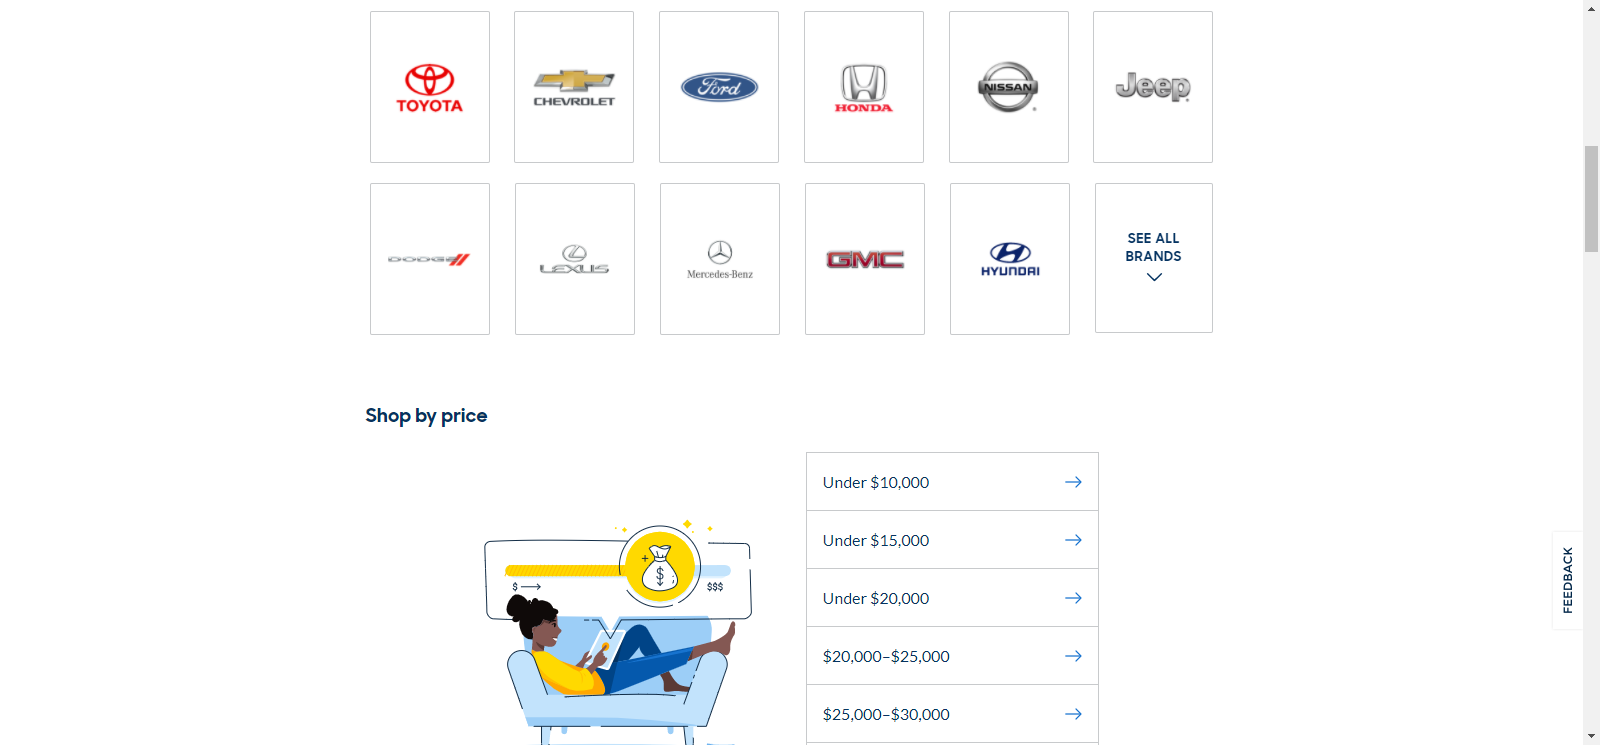 TOYOTA
CHEVROLET
Ford
HONDA
NISSAN
Jeep
DODGE
LEXUS
Mercedes-Benz
GMC
HYUNDAI
SEE ALL
BRANDS
Shop by price
$
$
$$$
Under $10,000
Under $15,000
Under $20,000
$20,000–$25,000
$25,000–$30,000
FEEDBACK